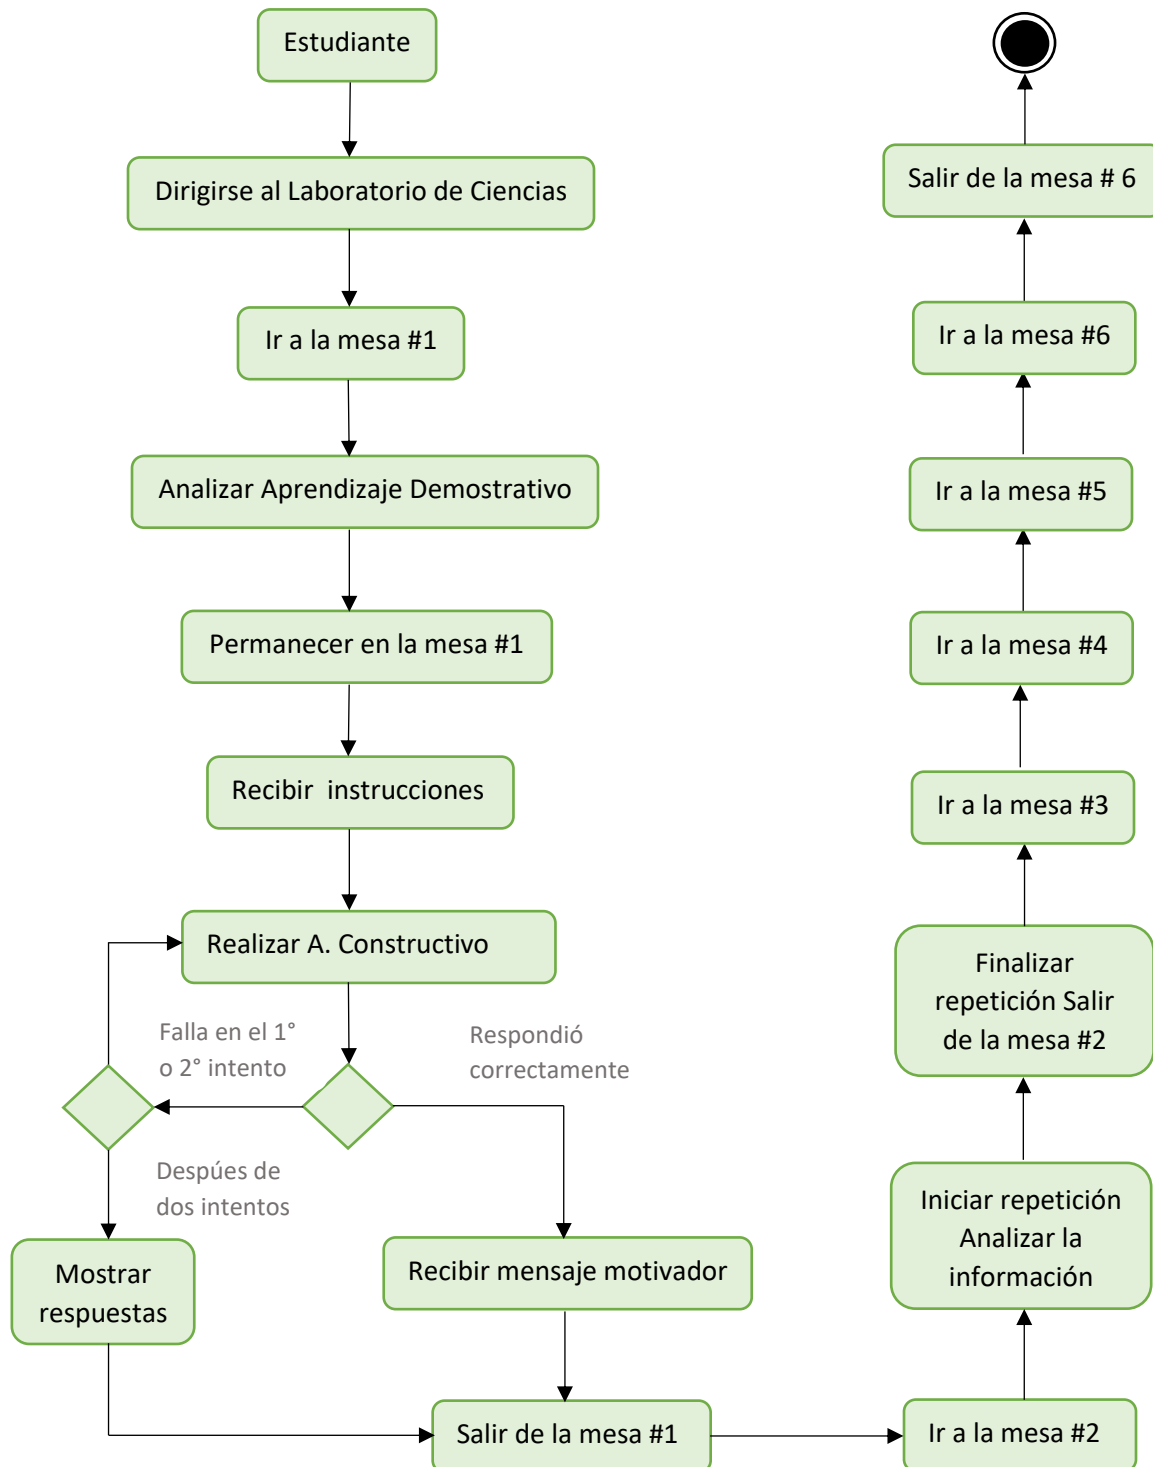 Estudiante
Dirigirse al Laboratorio de Ciencias
Ir a la mesa #1
Analizar Aprendizaje Demostrativo
Permanecer en la mesa #1
Recibir  instrucciones
Realizar A. Constructivo
Falla en el 1°
o 2° intento
Respondió
correctamente
Despúes de
dos intentos
Mostrar
respuestas
Recibir mensaje motivador
Salir de la mesa #1
Ir a la mesa #2
Iniciar repetición
Analizar la
información
Finalizar
repetición Salir
de la mesa #2
Ir a la mesa #3
Ir a la mesa #4
Ir a la mesa #5
Ir a la mesa #6
Salir de la mesa # 6